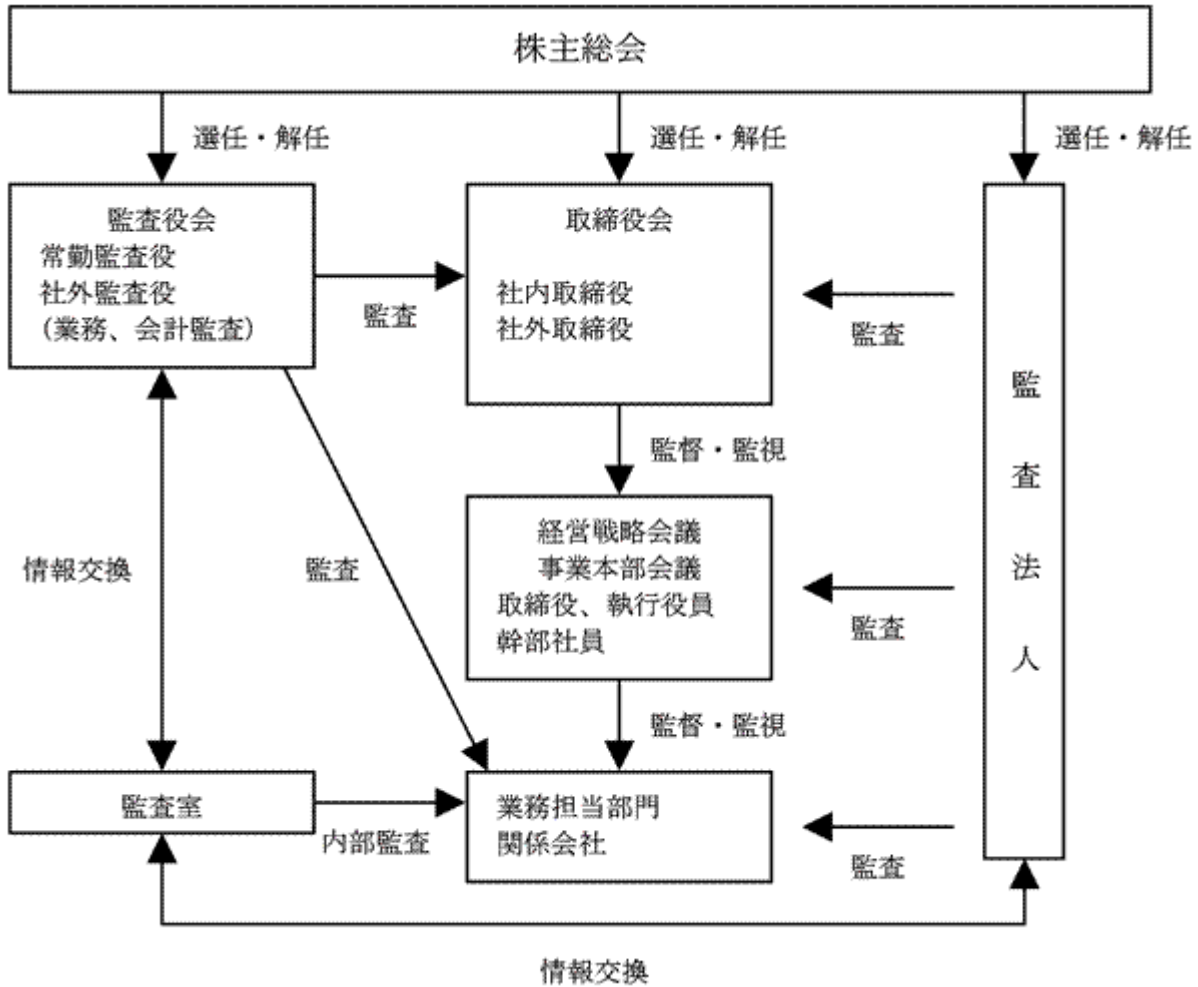 株主総会
選任・解任
選任・解任
選任・解任
監査役会
常勤監査役
社外監査役
(業務、会計監査)
監査
取締役会
社内取締役
社外取締役
監査
監督・監視
経営戦略会議
事業本部会議
取締役、執行役員
幹部社員
監査
情報交換
監査
監督・監視
監査室
内部監査
業務担当部門
関係会社
監査
監査法人
情報交換